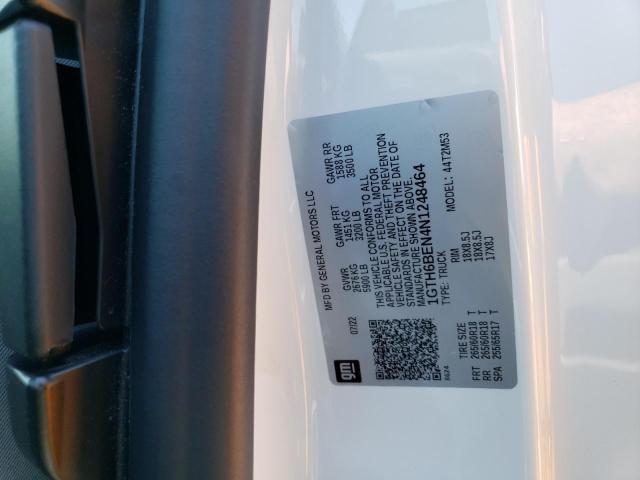 MFD BY GENERAL MOTORS LLC
07/22
GVWR GAWR FRT GAWR RR
2676 KG 1451 KG 1588 KG
5900 LB 3200 LB 3500 LB
THIS VEHICLE CONFORMS TO ALL
APPLICABLE U.S. FEDERAL MOTOR
VEHICLE SAFETY AND THEFT PREVENTION
STANDARDS IN EFFECT ON THE DATE OF
MANUFACTURE SHOWN ABOVE.
1GTH6BEN4N1248464
TYPE: TRUCK MODEL: 44T2M53
gm
TIRE SIZE RIM
FRT 265/60R18 T 18X8.5J
RR 265/60R18 T 18X8.5J
SPA 255/65R17 T 17X8J